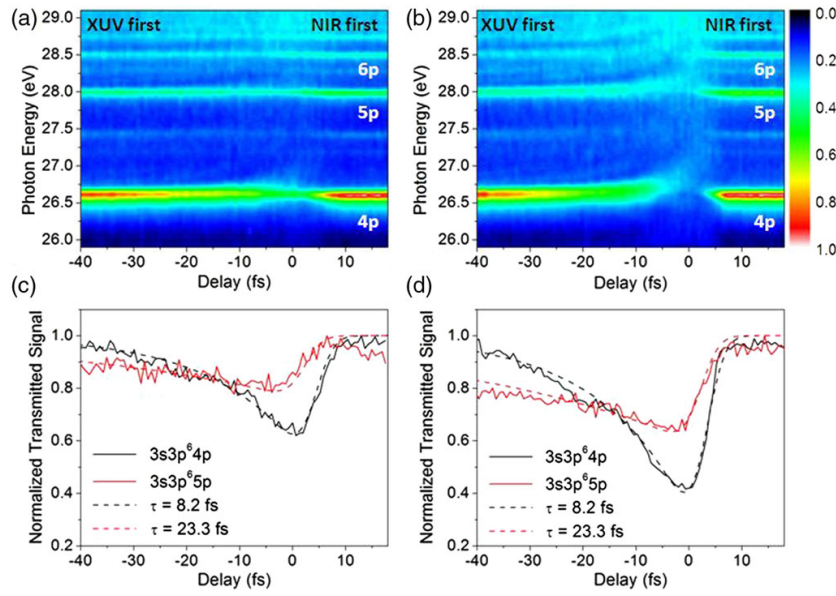 (a) XUV first NIR first
29.0
28.5
28.0
27.5
27.0
26.5
26.0
Photon Energy (eV)
6p
5p
4p
-40 -30 -20 -10 0 10
Delay (fs)
(b) XUV first NIR first
29.0
28.5
28.0
27.5
27.0
26.5
26.0
Photon Energy (eV)
6p
5p
4p
-40 -30 -20 -10 0 10
Delay (fs)
0.0
0.2
0.4
0.6
0.8
1.0
(c)
1.0
0.8
0.6
0.4
0.2
Normalized Transmitted Signal
3s3p⁶4p
3s3p⁶5p
τ = 8.2 fs
τ = 23.3 fs
-40 -30 -20 -10 0 10
Delay (fs)
(d)
1.0
0.8
0.6
0.4
0.2
Normalized Transmitted Signal
3s3p⁶4p
3s3p⁶5p
τ = 8.2 fs
τ = 23.3 fs
-40 -30 -20 -10 0 10
Delay (fs)